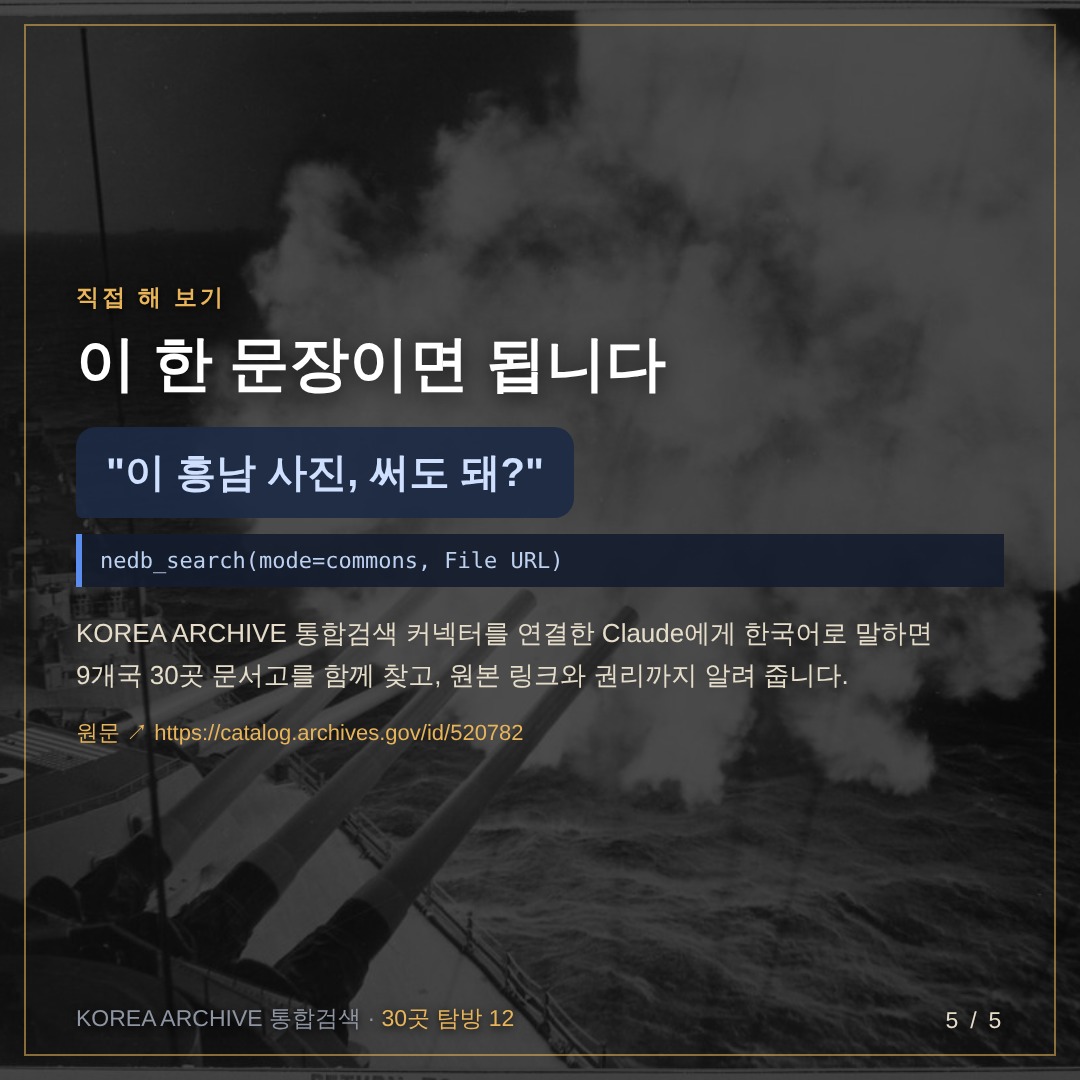 직접 해 보기
이 한 문장이면 됩니다
"이 흥남 사진, 써도 돼?"
nedb_search(mode=commons, File URL)
KOREA ARCHIVE 통합검색 커넥터를 연결한 Claude에게 한국어로 말하면
9개국 30곳 문서고를 함께 찾고, 원본 링크와 권리까지 알려 줍니다.
원문 ↗ https://catalog.archives.gov/id/520782
KOREA ARCHIVE 통합검색 · 30곳 탐방 12
5 / 5